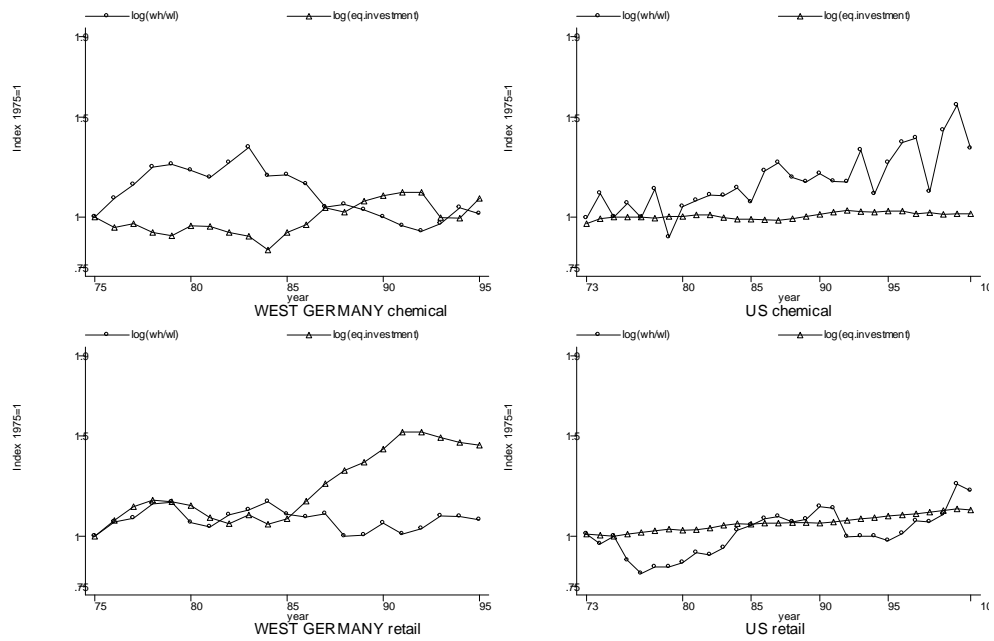 log(wh/wl) log(eq.investment)
1.9
1.5
1
.75
Index 1975=1
75 80 85 90 95
year
WEST GERMANY chemical
log(wh/wl) log(eq.investment)
1.9
1.5
1
.75
Index 1975=1
73 80 85 90 95 10
year
US chemical
log(wh/wl) log(eq.investment)
1.9
1.5
1
.75
Index 1975=1
75 80 85 90 95
year
WEST GERMANY retail
log(wh/wl) log(eq.investment)
1.9
1.5
1
.75
Index 1975=1
73 80 85 90 95 10
year
US retail